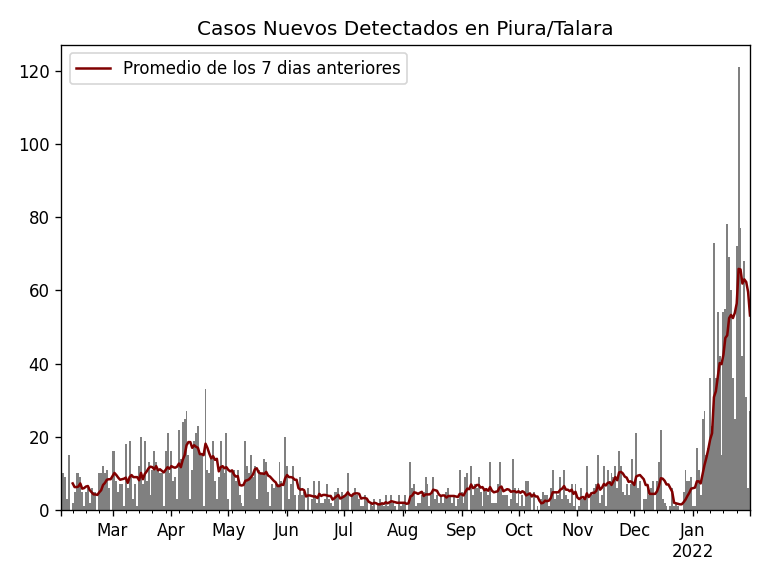 Casos Nuevos Detectados en Piura/Talara
Promedio de los 7 dias anteriores
120
100
80
60
40
20
0
Mar Apr May Jun Jul Aug Sep Oct Nov Dec Jan
2022